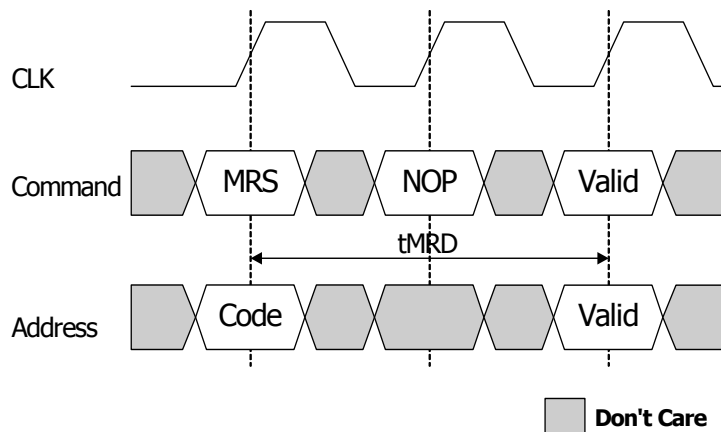 CLK
Command MRS NOP Valid
tMRD
Address Code Valid
Don't Care